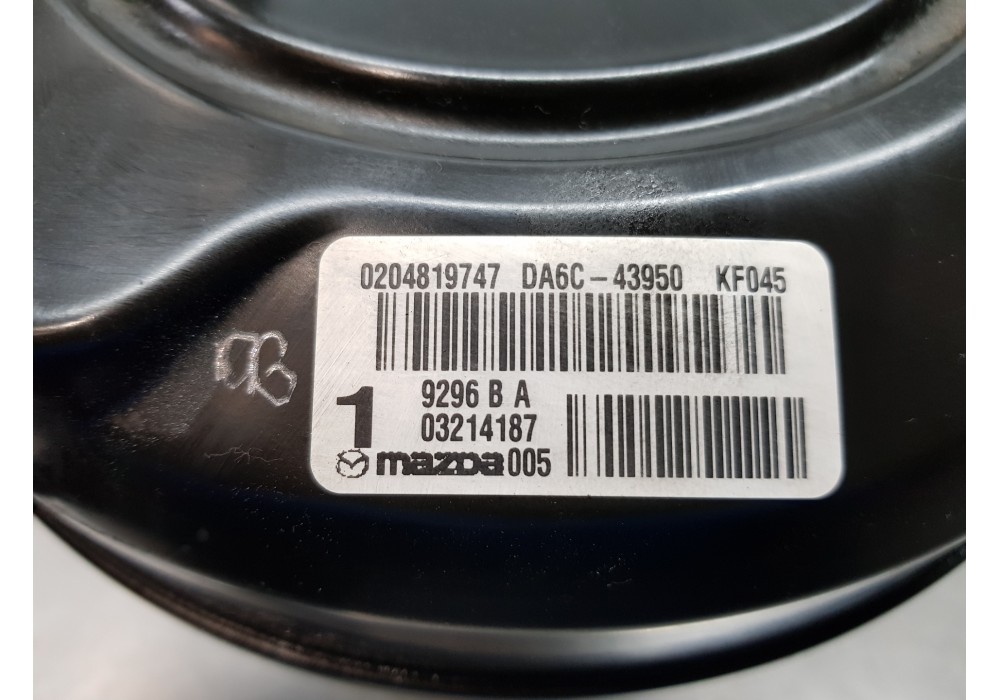 0204819747 DA6C-43950 KF045
1
9296 B A
03214187
mazda 005